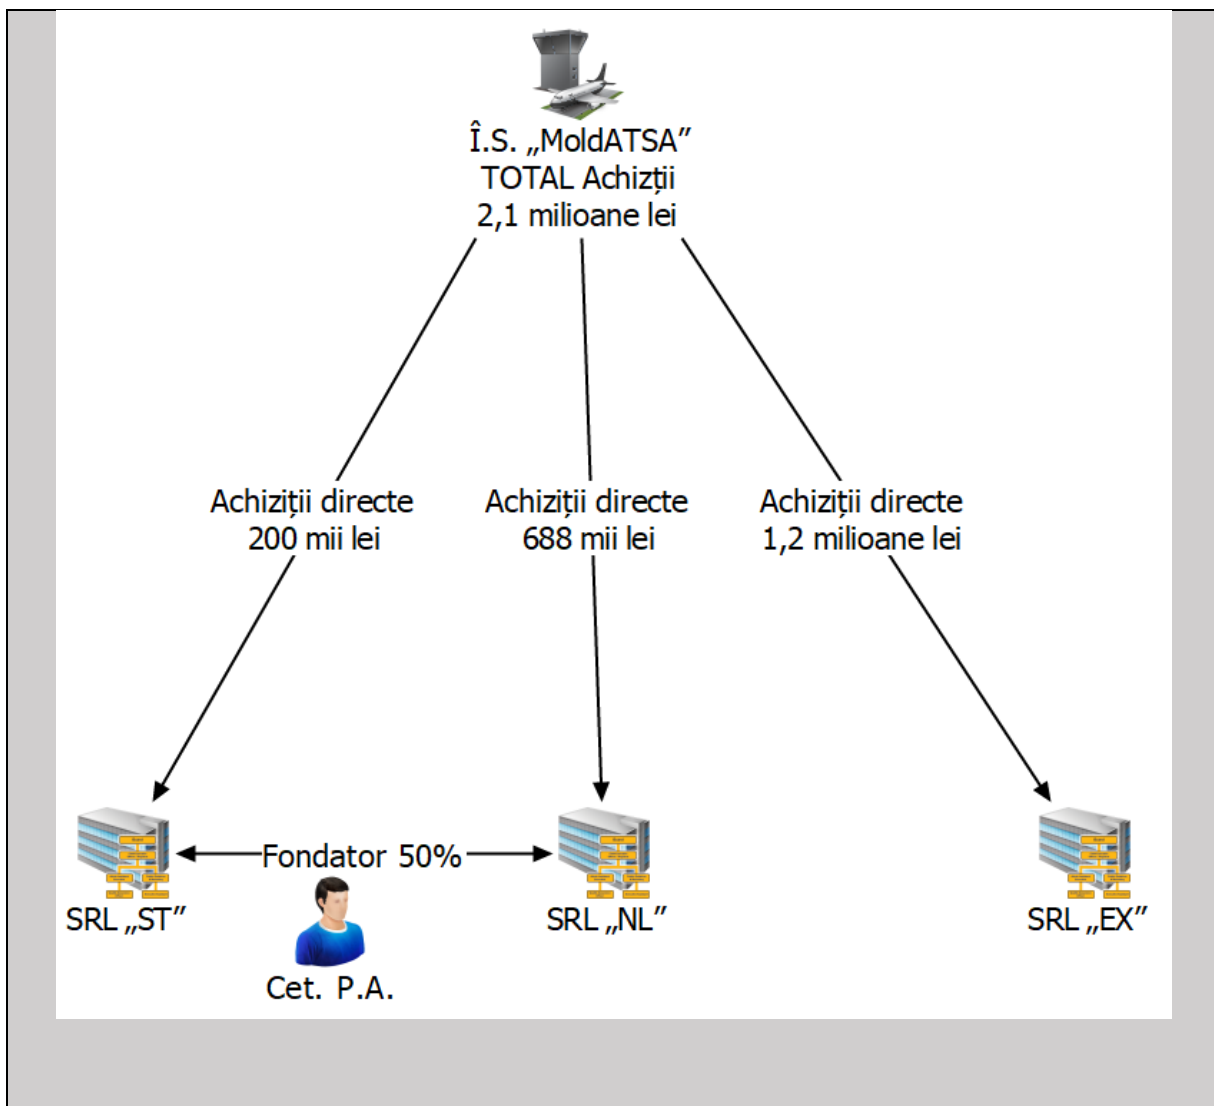 Î.S. „MoldATSA”
TOTAL Achizții
2,1 milioane lei
Achiziții directe
200 mii lei
Achiziții directe
688 mii lei
Achiziții directe
1,2 milioane lei
Fondator 50%
SRL „ST”
SRL „NL”
SRL „EX”
Cet. P.A.